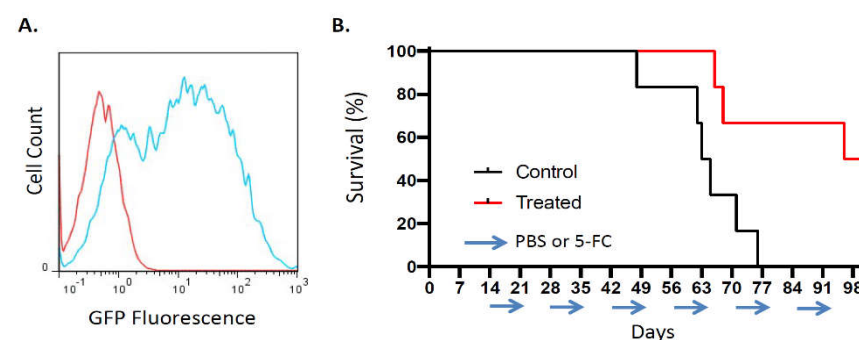 A.
Cell Count
0
10-1 100 101 102 103
GFP Fluorescence
B.
Survival (%)
100
80
60
40
20
0
Control
Treated
PBS or 5-FC
0 7 14 21 28 35 42 49 56 63 70 77 84 91 98
Days